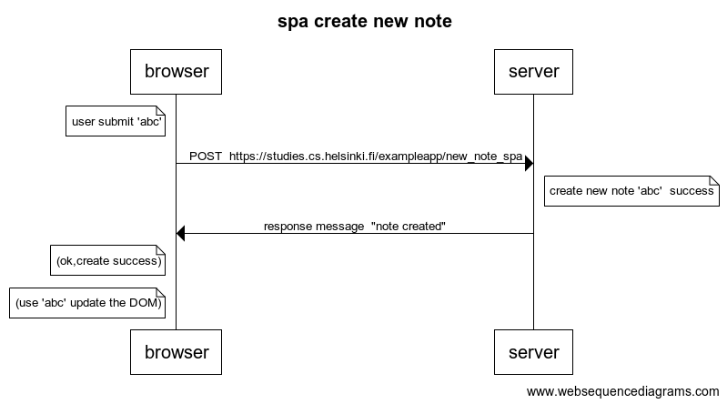 spa create new note
browser
server
user submit 'abc'
POST  https://studies.cs.helsinki.fi/exampleapp/new_note_spa
create new note 'abc'  success
response message  "note created"
(ok,create success)
(use 'abc' update the DOM)
browser
server
www.websequencediagrams.com